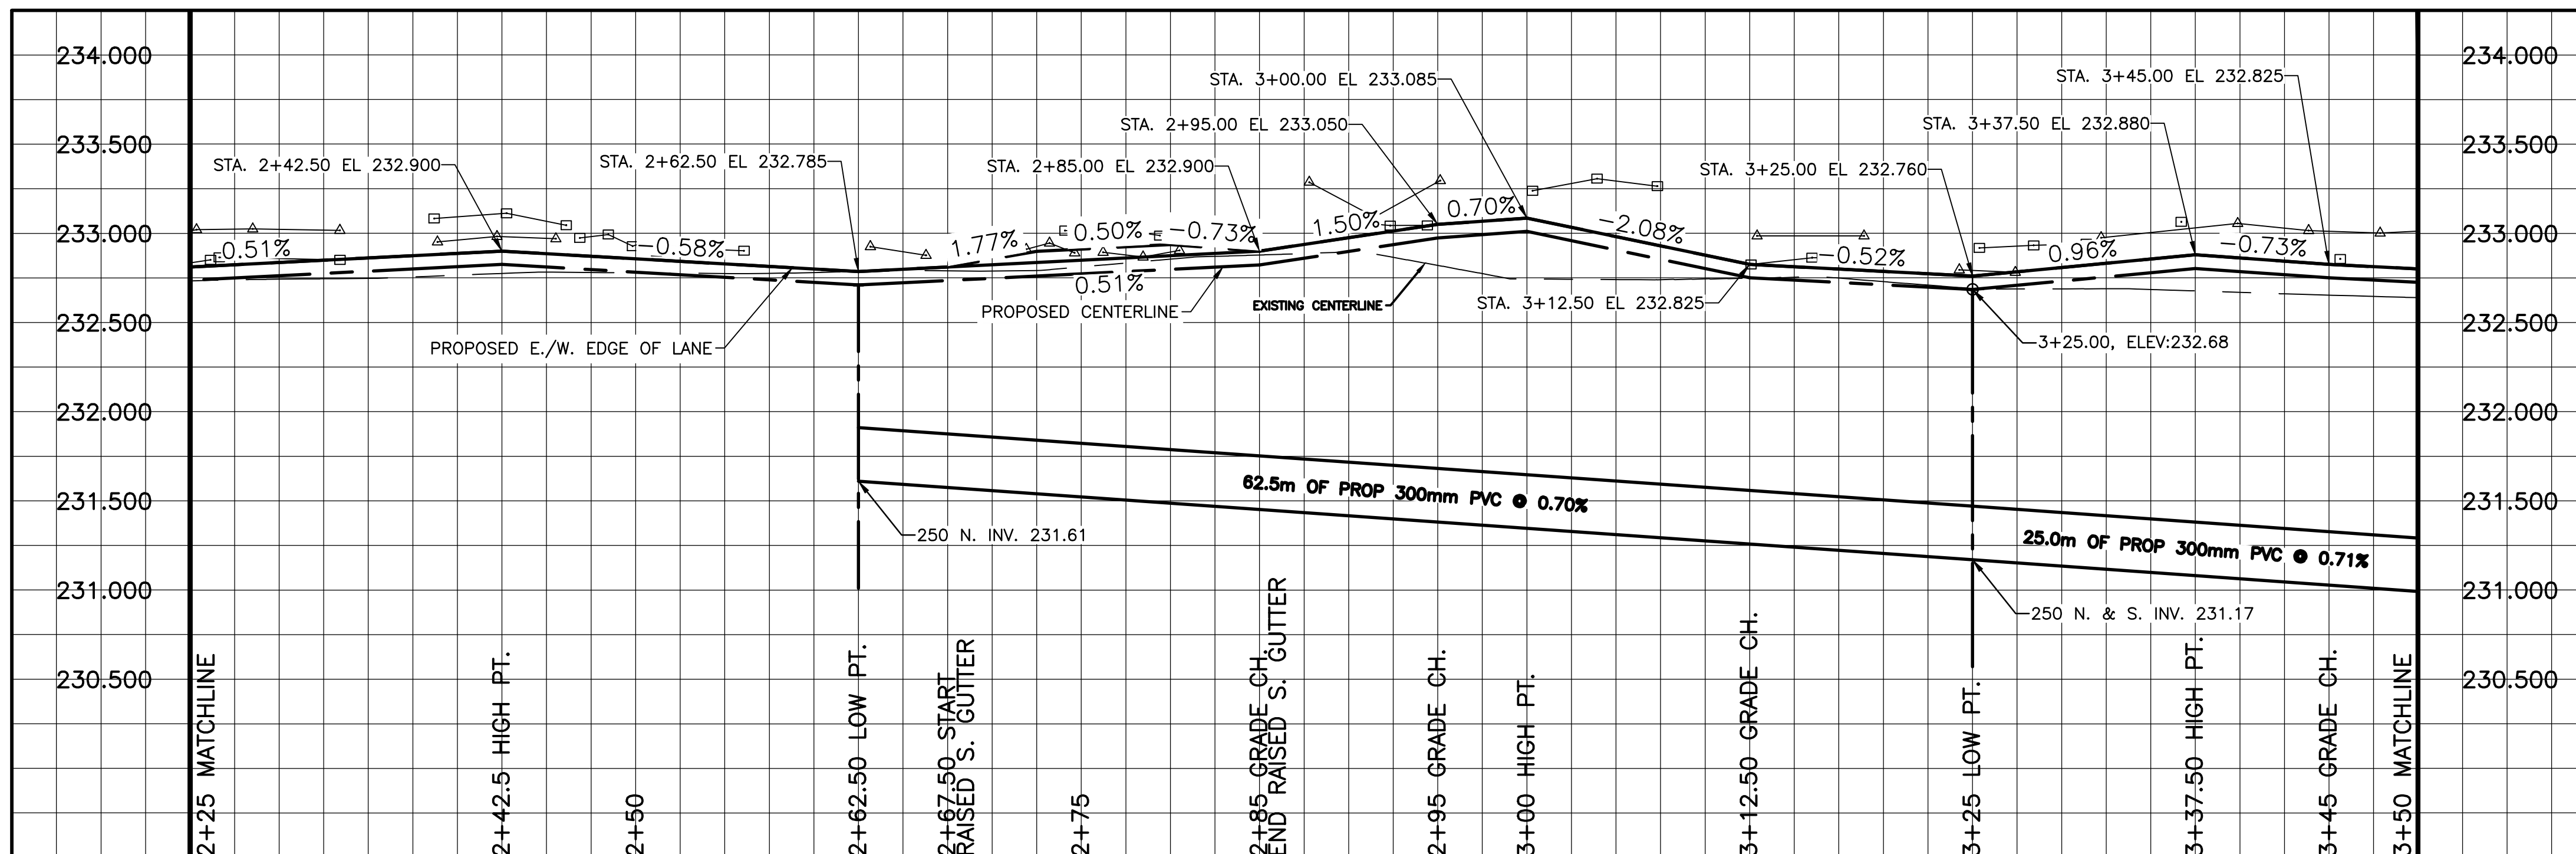 234.000
234.000
STA. 3+00.00 EL 233.085
STA. 3+45.00 EL 232.825
STA. 2+95.00 EL 233.050
STA. 3+37.50 EL 232.880
233.500
233.500
STA. 2+42.50 EL 232.900
STA. 2+62.50 EL 232.785
STA. 2+85.00 EL 232.900
STA. 3+25.00 EL 232.760
233.000
233.000
0.51%
-0.58%
1.77%
0.50%
-0.73%
1.50%
0.70%
-2.08%
-0.52%
0.96%
-0.73%
0.51%
PROPOSED CENTERLINE
EXISTING CENTERLINE
STA. 3+12.50 EL 232.825
232.500
232.500
PROPOSED E./W. EDGE OF LANE
3+25.00, ELEV:232.68
232.000
232.000
231.500
231.500
62.5m OF PROP 300mm PVC @ 0.70%
250 N. INV. 231.61
25.0m OF PROP 300mm PVC @ 0.71%
231.000
231.000
250 N. & S. INV. 231.17
230.500
230.500
2+25 MATCHLINE
2+42.5 HIGH PT.
2+50
2+62.50 LOW PT.
2+67.50 START
RAISED S. GUTTER
2+75
2+85 GRADE CH.
END RAISED S. GUTTER
2+95 GRADE CH.
3+00 HIGH PT.
3+12.50 GRADE CH.
3+25 LOW PT.
3+37.50 HIGH PT.
3+45 GRADE CH.
3+50 MATCHLINE